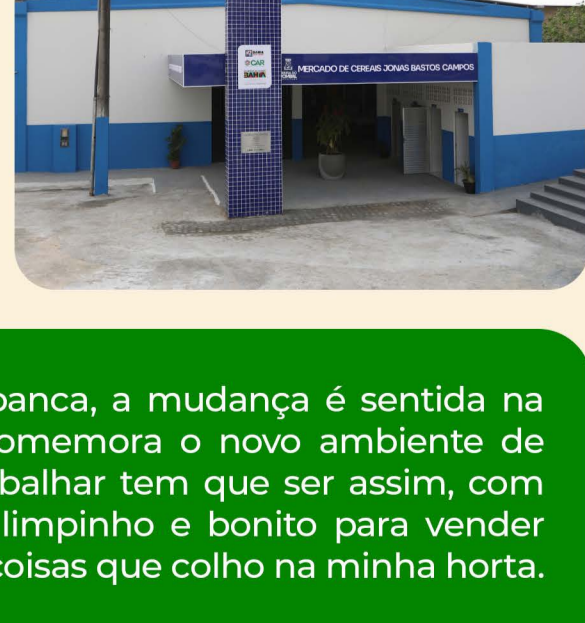 CAR
BAHIA
MERCADO DE CEREAIS JONAS BASTOS CAMPOS
banca, a mudança é sentida na
omemora o novo ambiente de
balhar tem que ser assim, com
limpinho e bonito para vender
coisas que colho na minha horta.